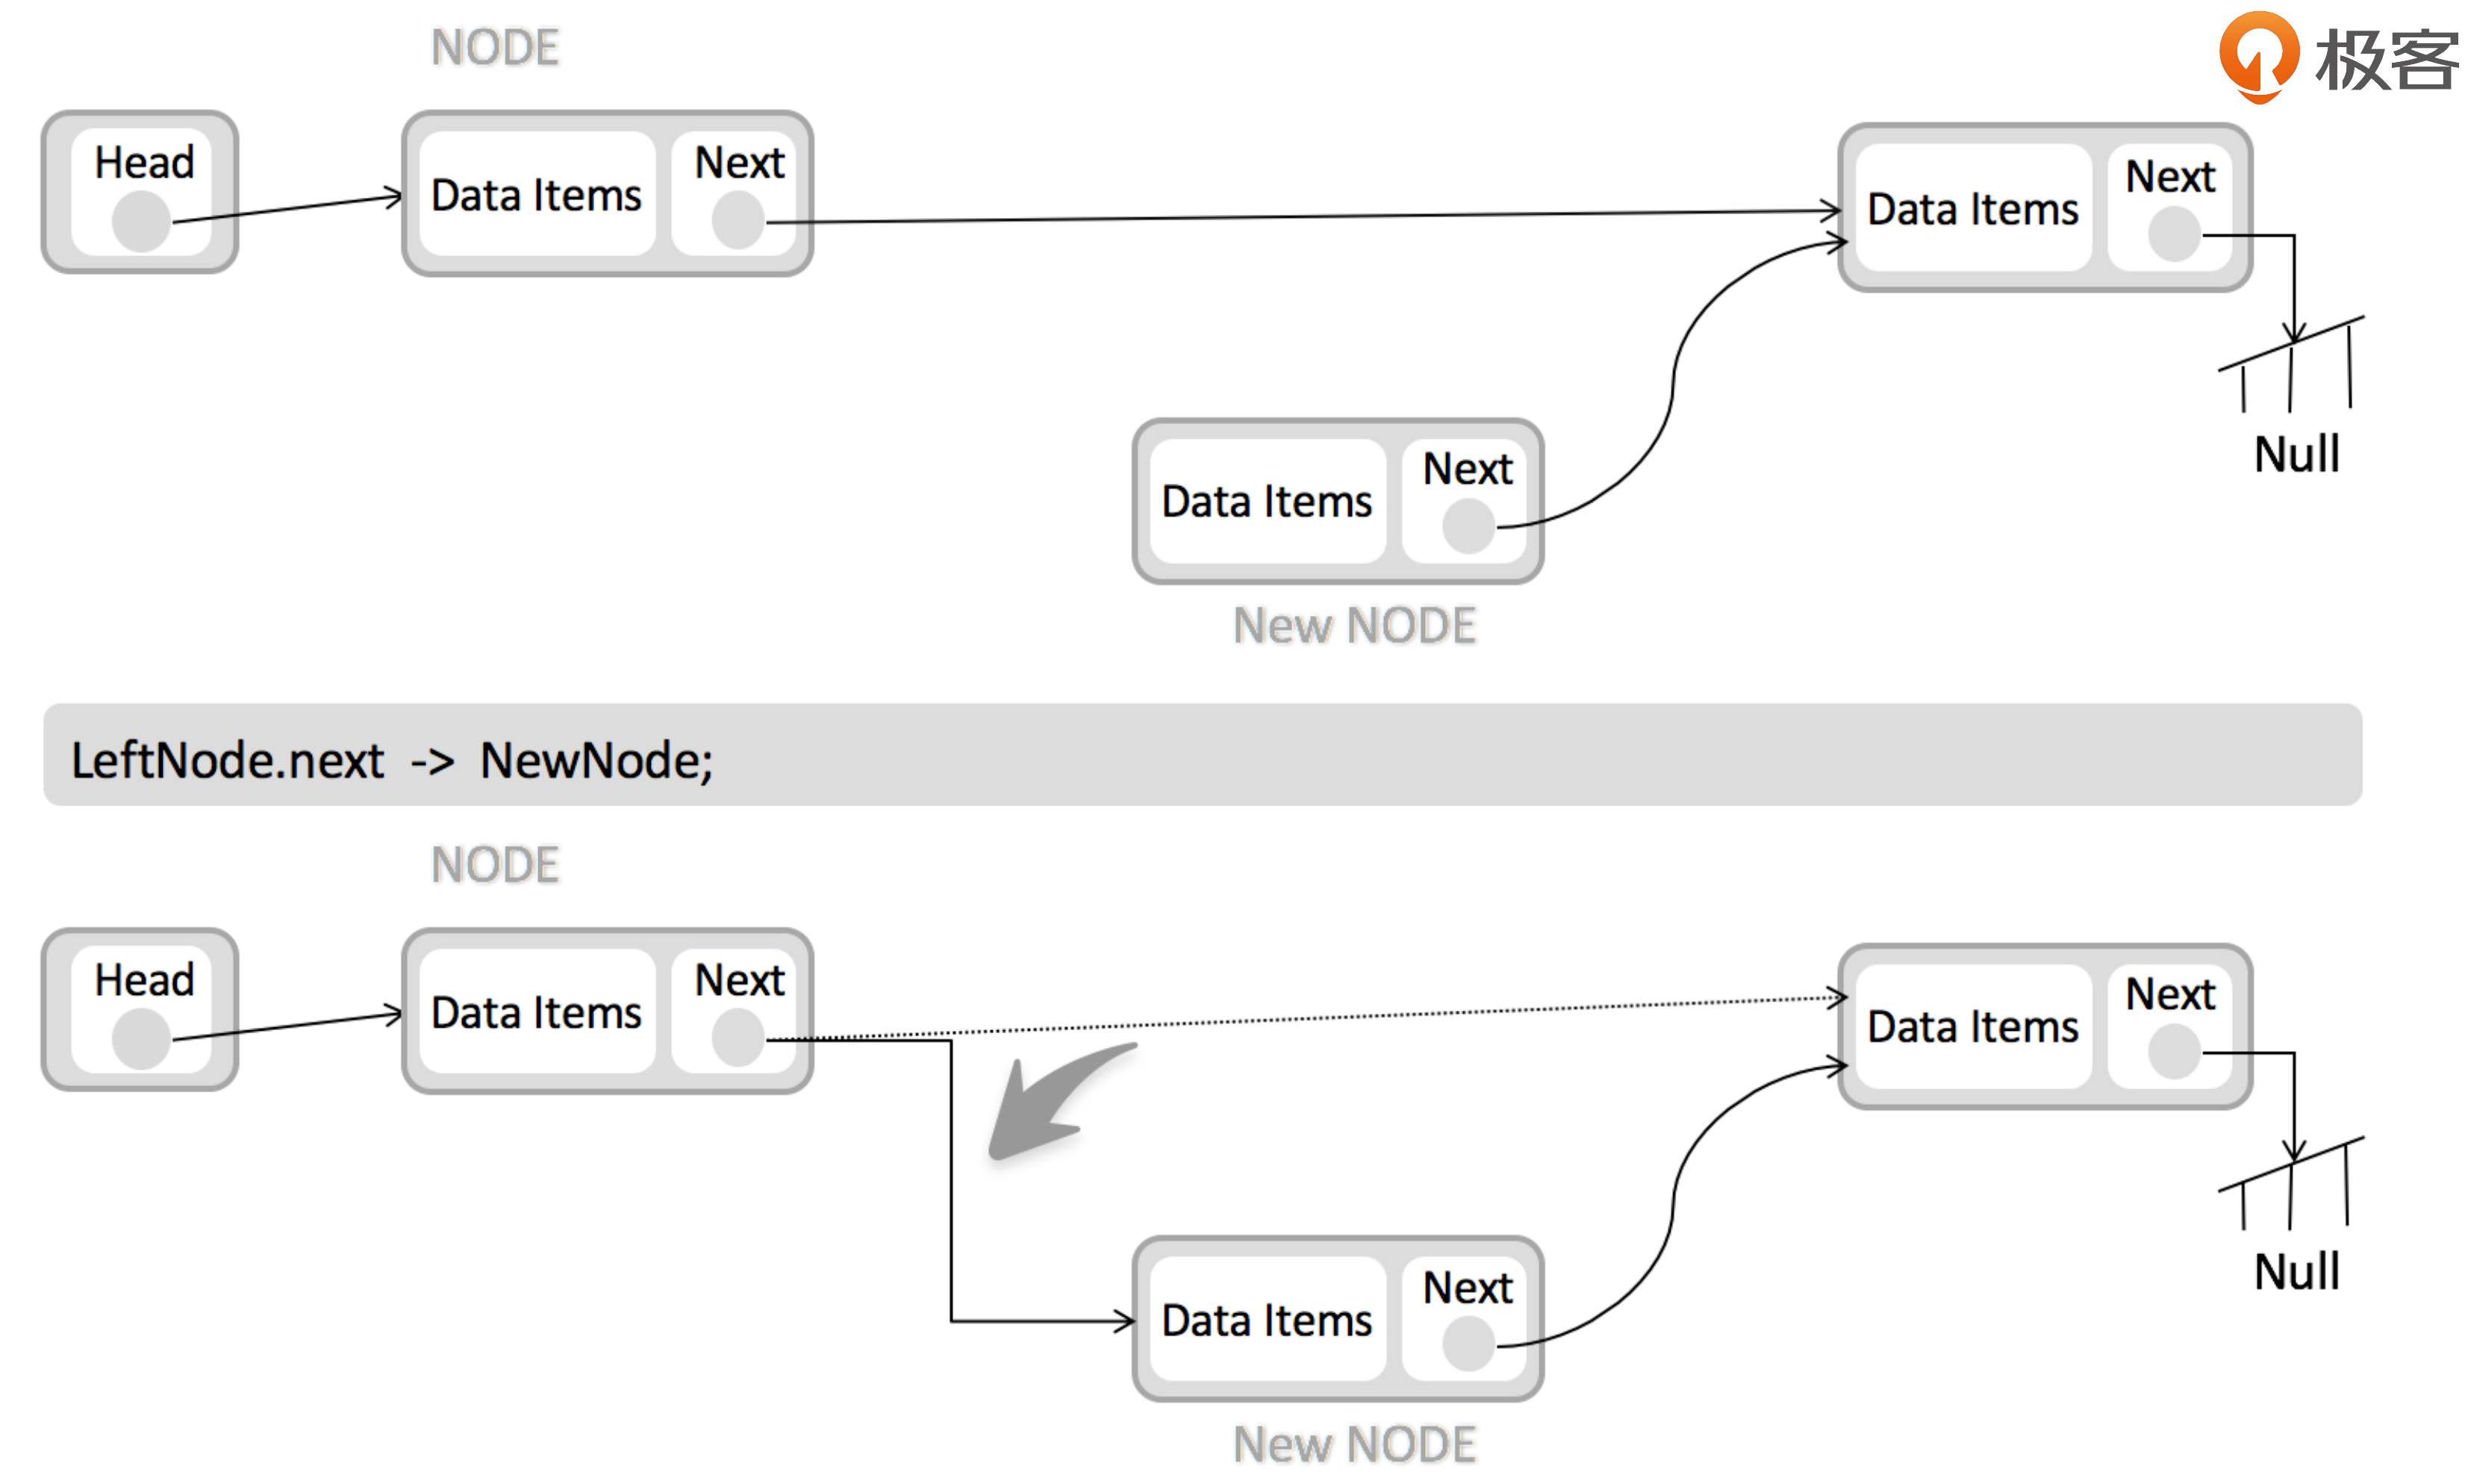 NODE
极客
Head
Data Items
Next
Data Items
Next
Null
Data Items
Next
New NODE
LeftNode.next -> NewNode;
NODE
Head
Data Items
Next
Data Items
Next
Null
Data Items
Next
New NODE